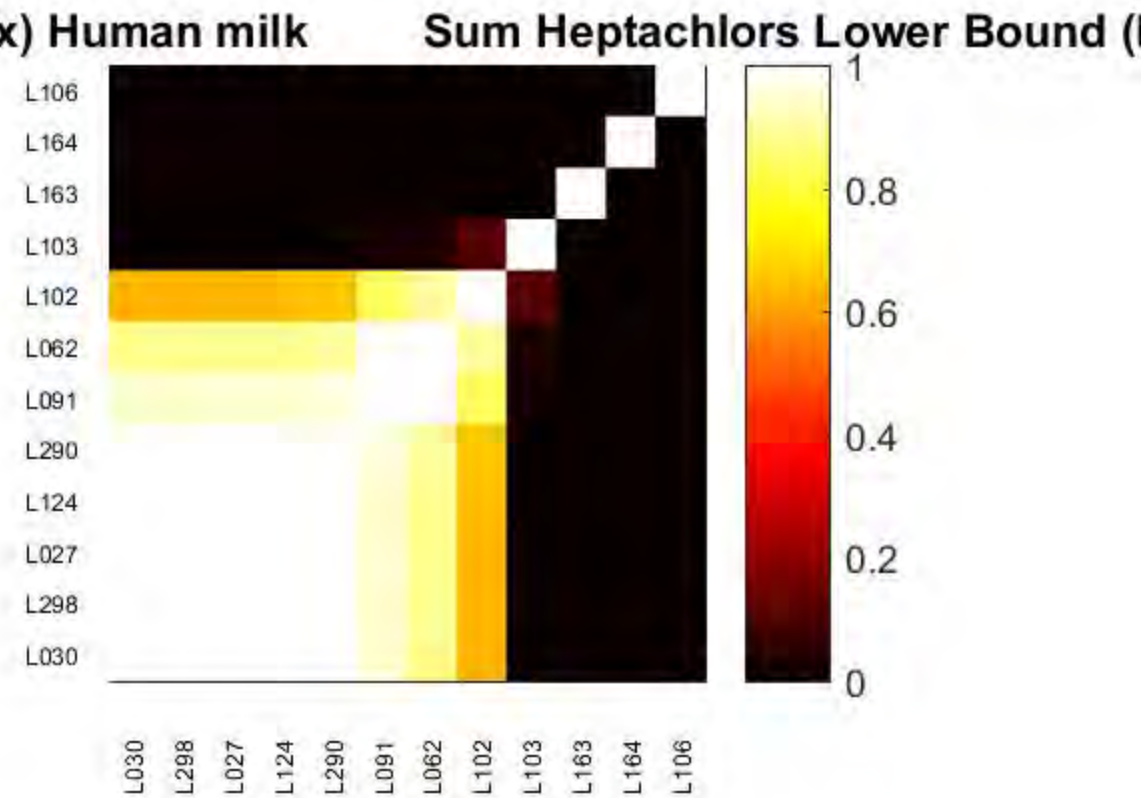 x) Human milk Sum Heptachlors Lower Bound (
L106
L164
L163
L103
L102
L062
L091
L290
L124
L027
L298
L030
L030 L298 L027 L124 L290 L091 L062 L102 L103 L163 L164 L106
1
0.8
0.6
0.4
0.2
0